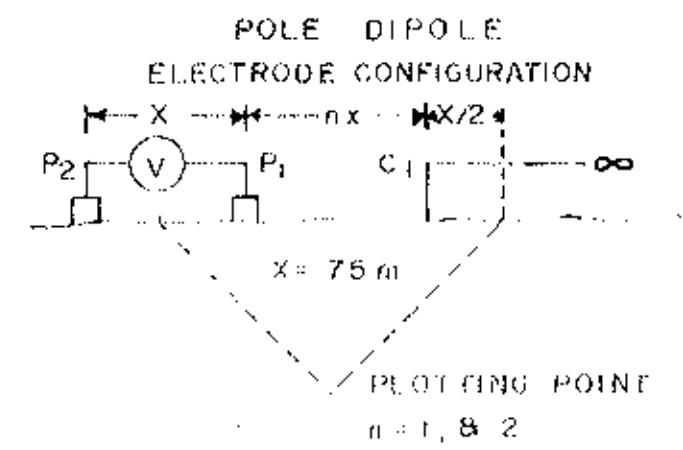 POLE DIPOLE
ELECTRODE CONFIGURATION
X nx X/2
P2 V P1 C1 ∞
X = 75 m
PLOTTING POINT
n = 1, & 2